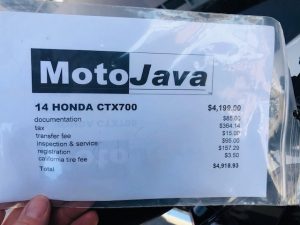 MotoJava
14 HONDA CTX700 $4,199.00
documentation $85.00
tax $364.14
transfer fee $15.00
inspection & service $95.00
registration $157.29
california tire fee $3.50
Total $4,918.93